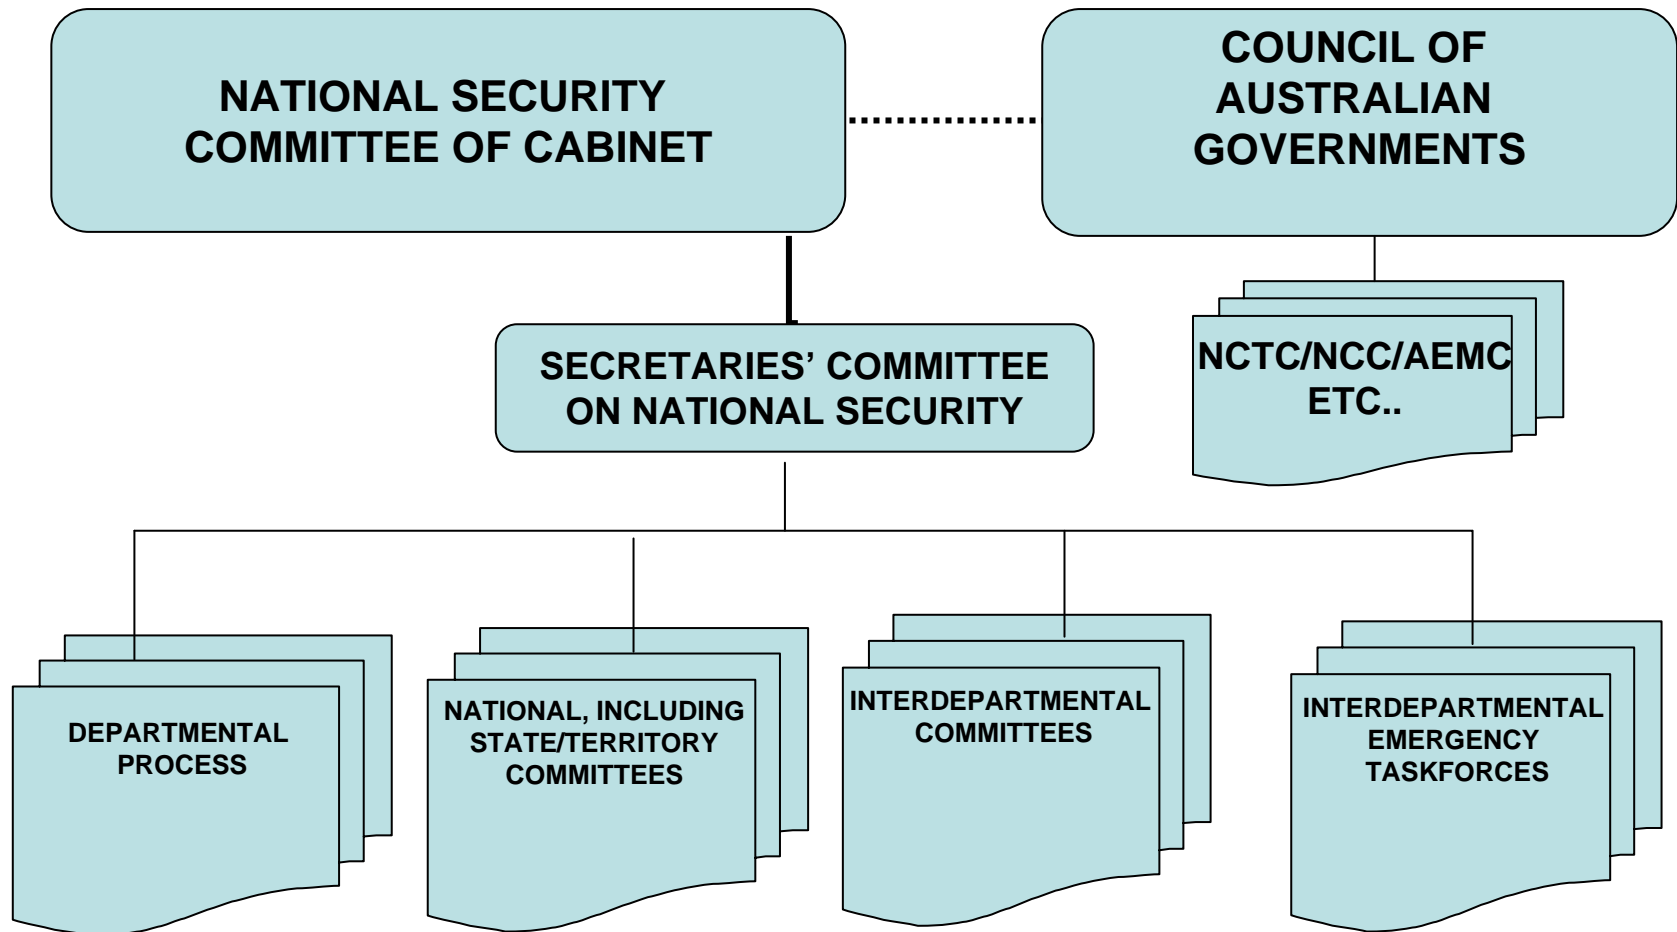 NATIONAL SECURITY
COMMITTEE OF CABINET
COUNCIL OF
AUSTRALIAN
GOVERNMENTS
SECRETARIES’ COMMITTEE
ON NATIONAL SECURITY
NCTC/NCC/AEMC
ETC..
DEPARTMENTAL
PROCESS
NATIONAL, INCLUDING
STATE/TERRITORY
COMMITTEES
INTERDEPARTMENTAL
COMMITTEES
INTERDEPARTMENTAL
EMERGENCY
TASKFORCES